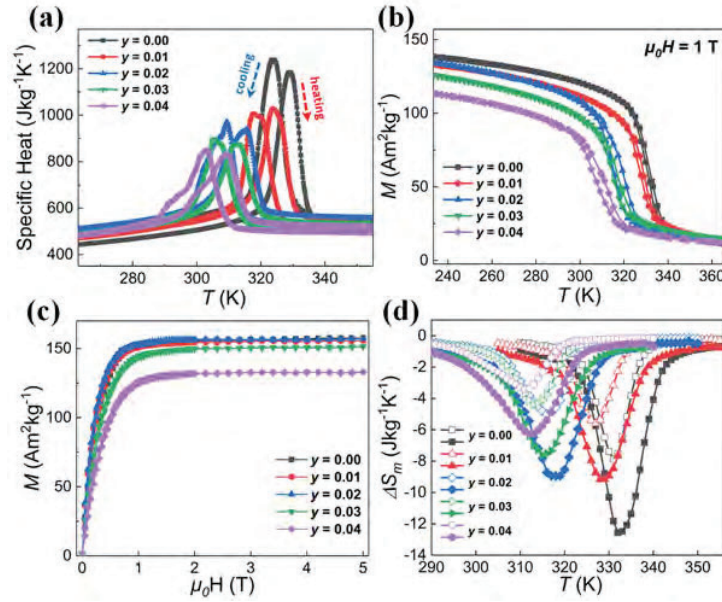 (a)
y = 0.00
y = 0.01
y = 0.02
y = 0.03
y = 0.04
cooling
heating
1200
1000
800
600
400
Specific Heat (Jkg⁻¹K⁻¹)
280 300 320 340
T (K)
(b)
μ₀H = 1 T
150
100
50
0
M (Am²kg⁻¹)
y = 0.00
y = 0.01
y = 0.02
y = 0.03
y = 0.04
240 260 280 300 320 340 360
T (K)
(c)
150
100
50
0
M (Am²kg⁻¹)
y = 0.00
y = 0.01
y = 0.02
y = 0.03
y = 0.04
0 1 2 3 4 5
μ₀H (T)
(d)
0
-2
-4
-6
-8
-10
-12
-14
ΔSₘ (Jkg⁻¹K⁻¹)
y = 0.00
y = 0.01
y = 0.02
y = 0.03
y = 0.04
290 300 310 320 330 340 350
T (K)